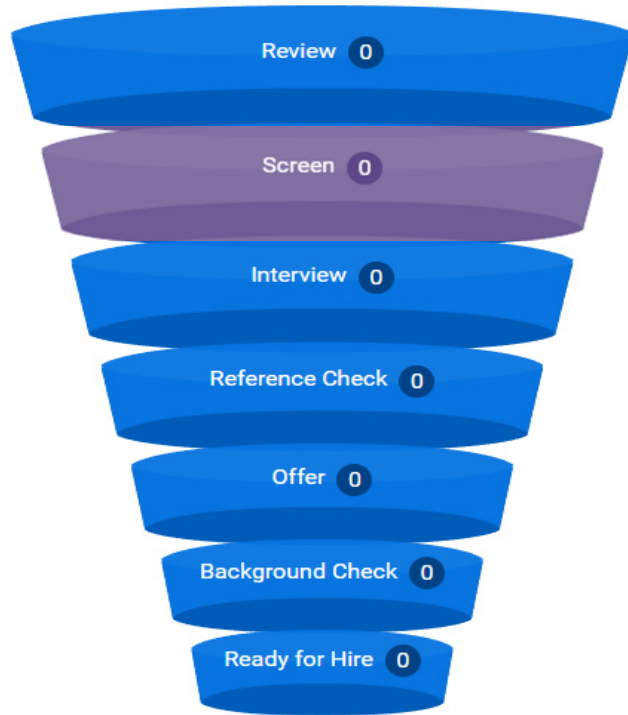 Review 0
Screen 0
Interview 0
Reference Check 0
Offer 0
Background Check 0
Ready for Hire 0